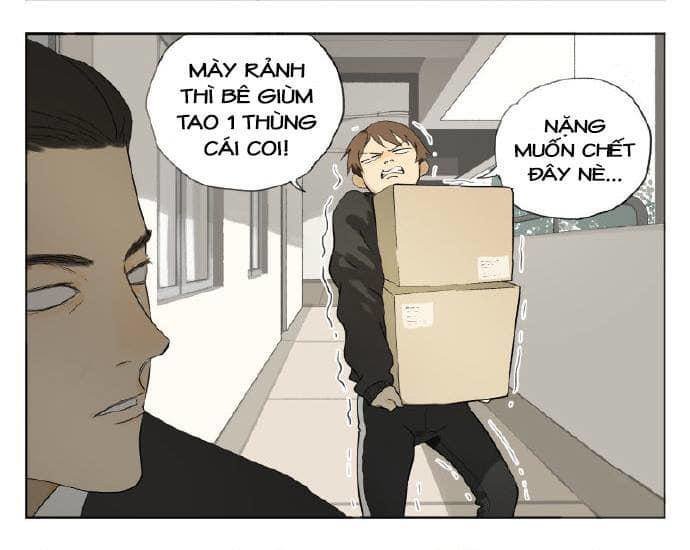 MÀY RẢNH
THÌ BÊ GIÙM
TAO 1 THÙNG
CÁI COI!
NẶNG
MUỐN CHẾT
ĐÂY NÈ...